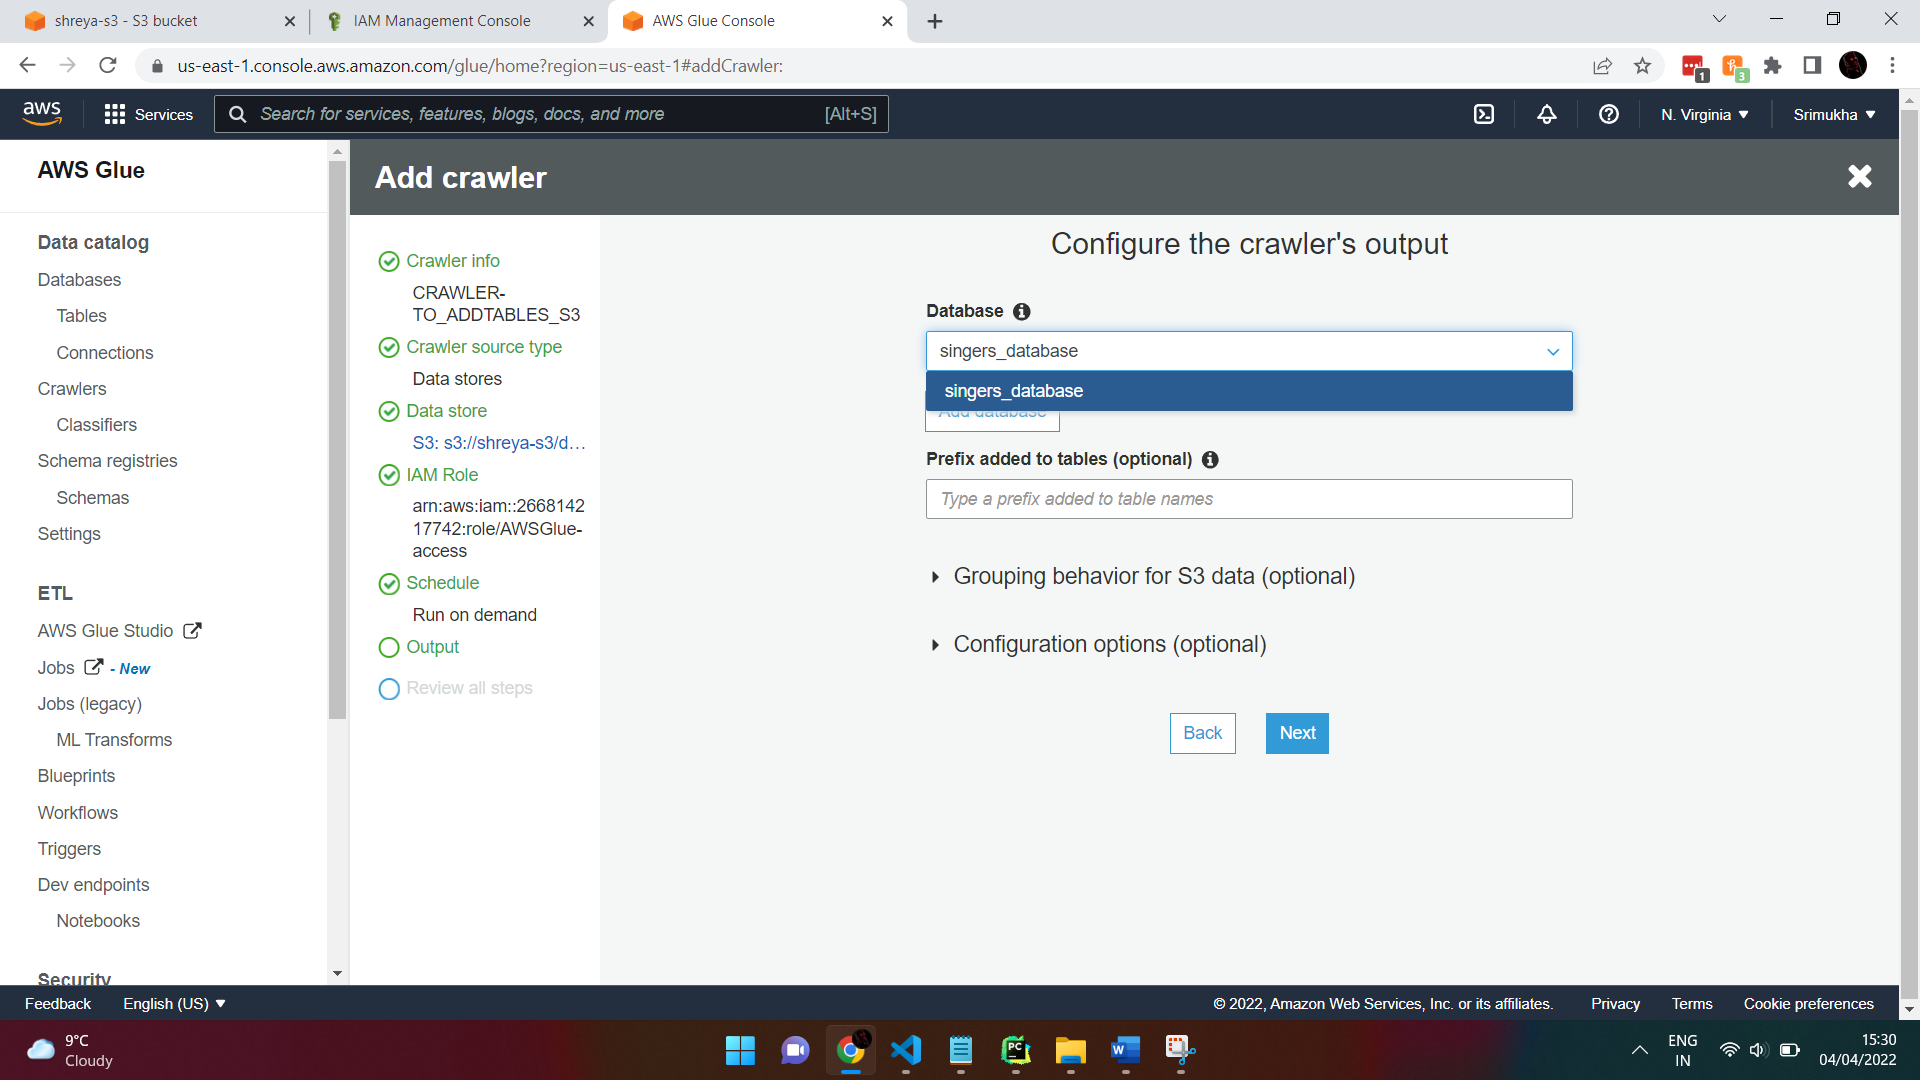 shreya-s3 - S3 bucket
IAM Management Console
AWS Glue Console
us-east-1.console.aws.amazon.com/glue/home?region=us-east-1#addCrawler:
1
3
aws
Services
Search for services, features, blogs, docs, and more
[Alt+S]
N. Virginia
Srimukha
AWS Glue
Data catalog
Databases
Tables
Connections
Crawlers
Classifiers
Schema registries
Schemas
Settings
ETL
AWS Glue Studio
Jobs - New
Jobs (legacy)
ML Transforms
Blueprints
Workflows
Triggers
Dev endpoints
Notebooks
Security
Add crawler
Crawler info
CRAWLER-
TO_ADDTABLES_S3
Crawler source type
Data stores
Data store
S3: s3://shreya-s3/d…
IAM Role
arn:aws:iam::2668142
17742:role/AWSGlue-
access
Schedule
Run on demand
Output
Review all steps
Configure the crawler's output
Database
singers_database
singers_database
Add database
Prefix added to tables (optional)
Type a prefix added to table names
Grouping behavior for S3 data (optional)
Configuration options (optional)
Back
Next
Feedback
English (US)
© 2022, Amazon Web Services, Inc. or its affiliates.
Privacy
Terms
Cookie preferences
9°C
Cloudy
PC
W
ENG
IN
15:30
04/04/2022